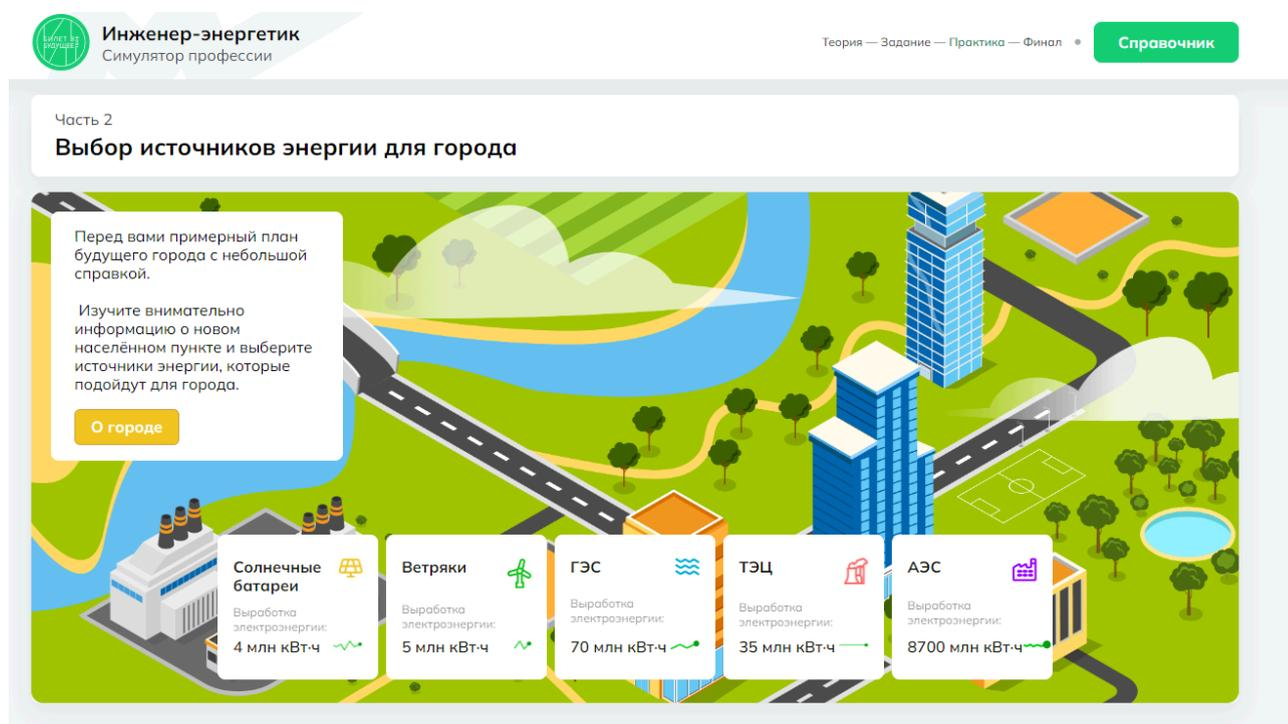 БИЛЕТ В
БУДУЩЕЕ
Инженер-энергетик
Симулятор профессии
Теория — Задание — Практика — Финал
Справочник
Часть 2
Выбор источников энергии для города
Перед вами примерный план
будущего города с небольшой
справкой.
Изучите внимательно
информацию о новом
населённом пункте и выберите
источники энергии, которые
подойдут для города.
О городе
Солнечные
батареи
Выработка
электроэнергии:
4 млн кВт·ч
Ветряки
Выработка
электроэнергии:
5 млн кВт·ч
ГЭС
Выработка
электроэнергии:
70 млн кВт·ч
ТЭЦ
Выработка
электроэнергии:
35 млн кВт·ч
АЭС
Выработка
электроэнергии:
8700 млн кВт·ч